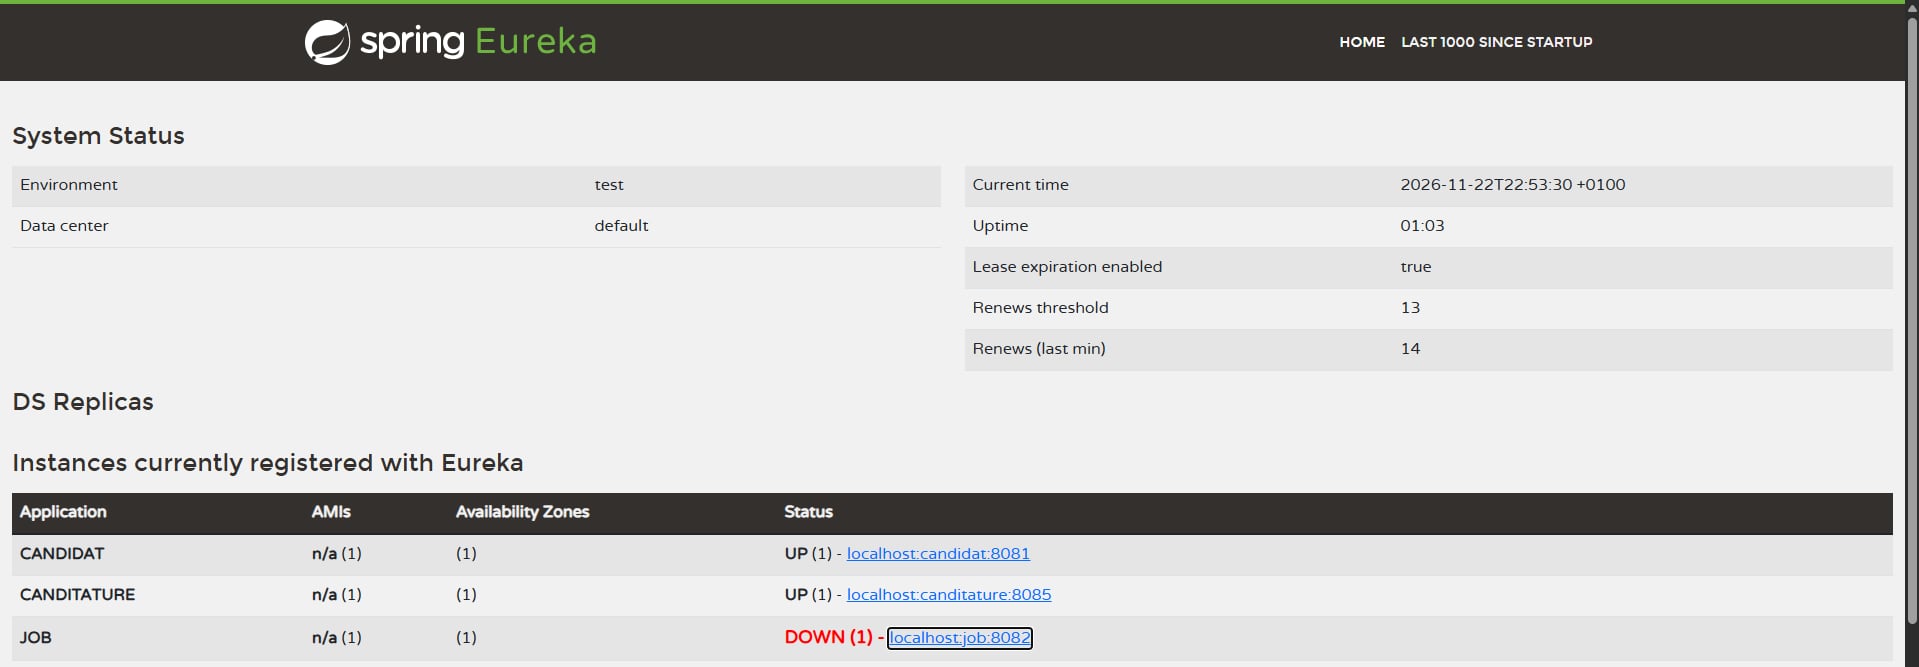 spring Eureka
HOME LAST 1000 SINCE STARTUP
System Status
Environment test
Data center default
Current time 2026-11-22T22:53:30 +0100
Uptime 01:03
Lease expiration enabled true
Renews threshold 13
Renews (last min) 14
DS Replicas
Instances currently registered with Eureka
Application AMIs Availability Zones Status
CANDIDAT n/a (1) (1) UP (1) - localhost:candidat:8081
CANDITATURE n/a (1) (1) UP (1) - localhost:canditature:8085
JOB n/a (1) (1) DOWN (1) - localhost:job:8082